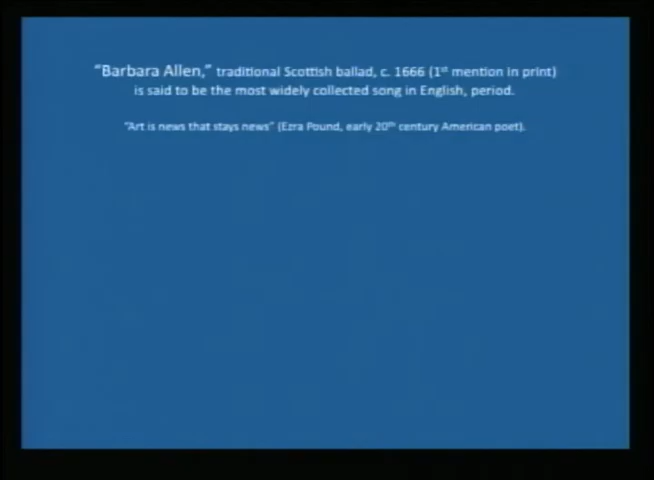 “Barbara Allen,” traditional Scottish ballad, c. 1666 (1st mention in print)
is said to be the most widely collected song in English, period.
“Art is news that stays news” (Ezra Pound, early 20th century American poet).